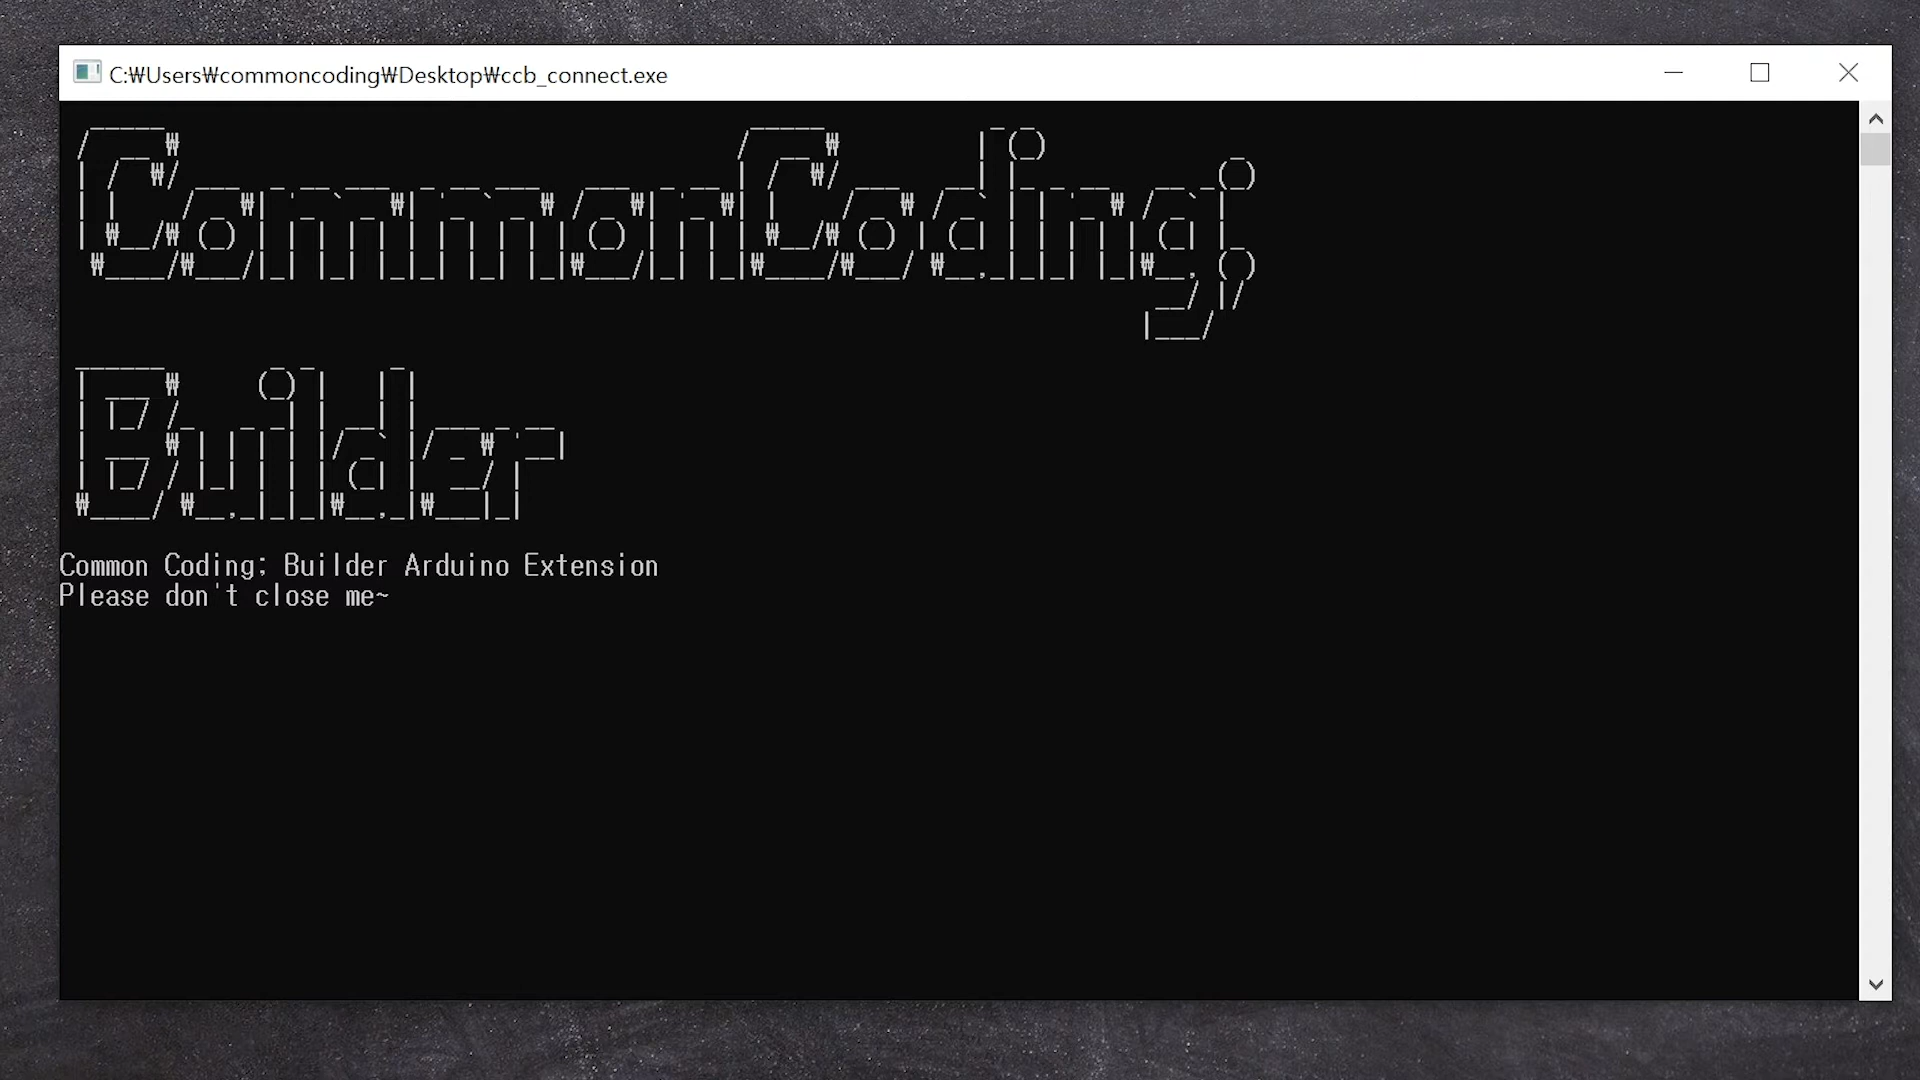 C:₩Users₩commoncoding₩Desktop₩ccb_connect.exe
CommonCoding;
Builder
Common Coding; Builder Arduino Extension
Please don't close me~